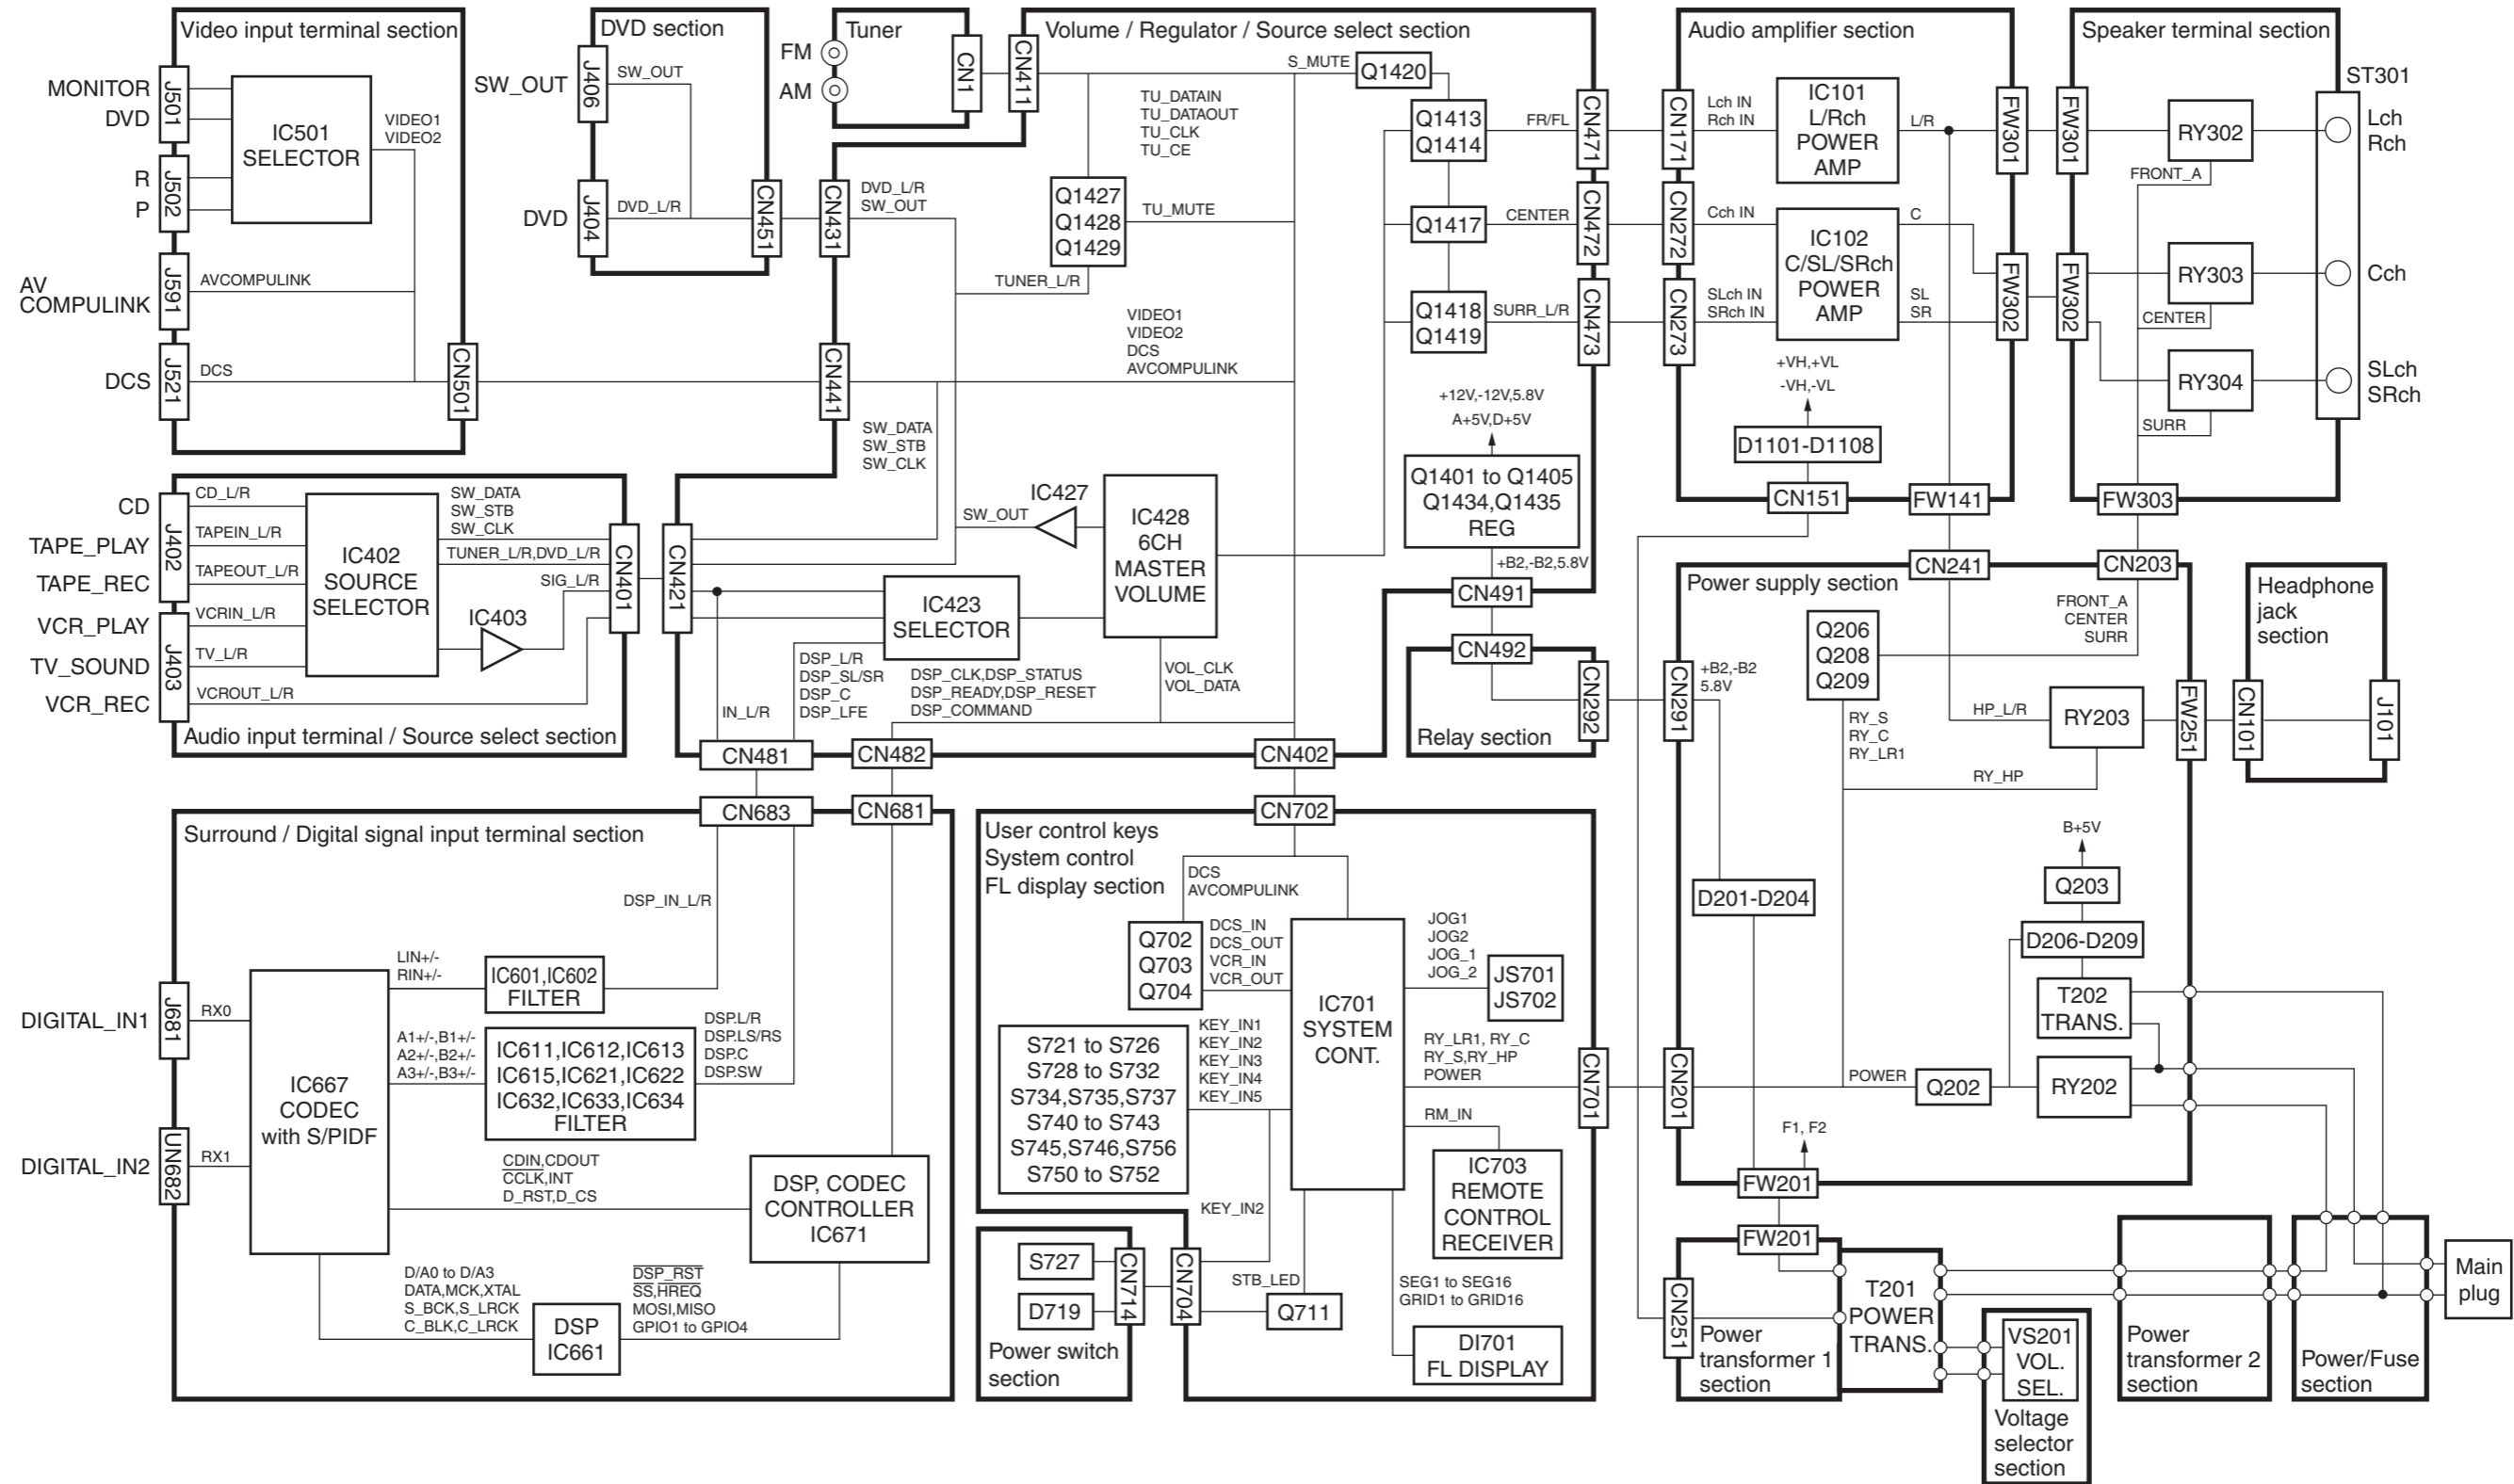 Video input terminal section
MONITOR
DVD
R
P
AV
COMPULINK
DCS
J501
J502
J591
J521
IC501
SELECTOR
VIDEO1
VIDEO2
AVCOMPULINK
DCS
CN501
DVD section
SW_OUT
DVD
J406
J404
SW_OUT
DVD_L/R
CN451
Tuner
FM
AM
CN1
Volume / Regulator / Source select section
CN411
CN431
CN441
CN421
S_MUTE
Q1420
TU_DATAIN
TU_DATAOUT
TU_CLK
TU_CE
Q1427
Q1428
Q1429
TU_MUTE
DVD_L/R
SW_OUT
TUNER_L/R
VIDEO1
VIDEO2
DCS
AVCOMPULINK
SW_DATA
SW_STB
SW_CLK
Q1413
Q1414
FR/FL
CN471
Q1417
CENTER
CN472
Q1418
Q1419
SURR_L/R
CN473
+12V,-12V,5.8V
A+5V,D+5V
Q1401 to Q1405
Q1434,Q1435
REG
+B2,-B2,5.8V
CN491
IC427
SW_OUT
IC428
6CH
MASTER
VOLUME
IC423
SELECTOR
VOL_CLK
VOL_DATA
DSP_L/R
DSP_SL/SR
DSP_C
DSP_LFE
DSP_CLK,DSP_STATUS
DSP_READY,DSP_RESET
DSP_COMMAND
IN_L/R
CN481
CN482
CN402
Audio amplifier section
CN171
Lch IN
Rch IN
IC101
L/Rch
POWER
AMP
L/R
FW301
CN272
Cch IN
IC102
C/SL/SRch
POWER
AMP
C
SL
SR
FW302
CN273
SLch IN
SRch IN
+VH,+VL
-VH,-VL
D1101-D1108
CN151
FW141
Speaker terminal section
ST301
FW301
RY302
Lch
Rch
FRONT_A
FW302
RY303
Cch
CENTER
RY304
SLch
SRch
SURR
FW303
CD
TAPE_PLAY
TAPE_REC
VCR_PLAY
TV_SOUND
VCR_REC
J402
J403
CD_L/R
TAPEIN_L/R
TAPEOUT_L/R
VCRIN_L/R
TV_L/R
VCROUT_L/R
IC402
SOURCE
SELECTOR
SW_DATA
SW_STB
SW_CLK
TUNER_L/R,DVD_L/R
SIG_L/R
IC403
CN401
Audio input terminal / Source select section
CN492
CN292
Relay section
Power supply section
CN241
CN203
CN291
+B2,-B2
5.8V
Q206
Q208
Q209
FRONT_A
CENTER
SURR
RY_S
RY_C
RY_LR1
HP_L/R
RY203
FW251
RY_HP
B+5V
Q203
D206-D209
D201-D204
T202
TRANS.
CN201
POWER
Q202
RY202
F1, F2
FW201
Headphone
jack
section
CN101
J101
Surround / Digital signal input terminal section
CN683
CN681
DSP_IN_L/R
DIGITAL_IN1
DIGITAL_IN2
J681
UN682
RX0
RX1
IC667
CODEC
with S/PIDF
LIN+/-
RIN+/-
IC601,IC602
FILTER
A1+/-,B1+/-
A2+/-,B2+/-
A3+/-,B3+/-
IC611,IC612,IC613
IC615,IC621,IC622
IC632,IC633,IC634
FILTER
DSP.L/R
DSP.LS/RS
DSP.C
DSP.SW
CDIN,CDOUT
CCLK,INT
D_RST,D_CS
DSP, CODEC
CONTROLLER
IC671
D/A0 to D/A3
DATA,MCK,XTAL
S_BCK,S_LRCK
C_BLK,C_LRCK
DSP
IC661
DSP_RST
SS,HREQ
MOSI,MISO
GPIO1 to GPIO4
User control keys
System control
FL display section
CN702
DCS
AVCOMPULINK
Q702
Q703
Q704
DCS_IN
DCS_OUT
VCR_IN
VCR_OUT
IC701
SYSTEM
CONT.
JOG1
JOG2
JOG_1
JOG_2
JS701
JS702
S721 to S726
S728 to S732
S734,S735,S737
S740 to S743
S745,S746,S756
S750 to S752
KEY_IN1
KEY_IN2
KEY_IN3
KEY_IN4
KEY_IN5
RY_LR1, RY_C
RY_S,RY_HP
POWER
CN701
RM_IN
IC703
REMOTE
CONTROL
RECEIVER
KEY_IN2
STB_LED
Q711
SEG1 to SEG16
GRID1 to GRID16
DI701
FL DISPLAY
CN704
S727
D719
CN714
Power switch
section
FW201
CN251
Power
transformer 1
section
T201
POWER
TRANS.
VS201
VOL.
SEL.
Voltage
selector
section
Power
transformer 2
section
Power/Fuse
section
Main
plug